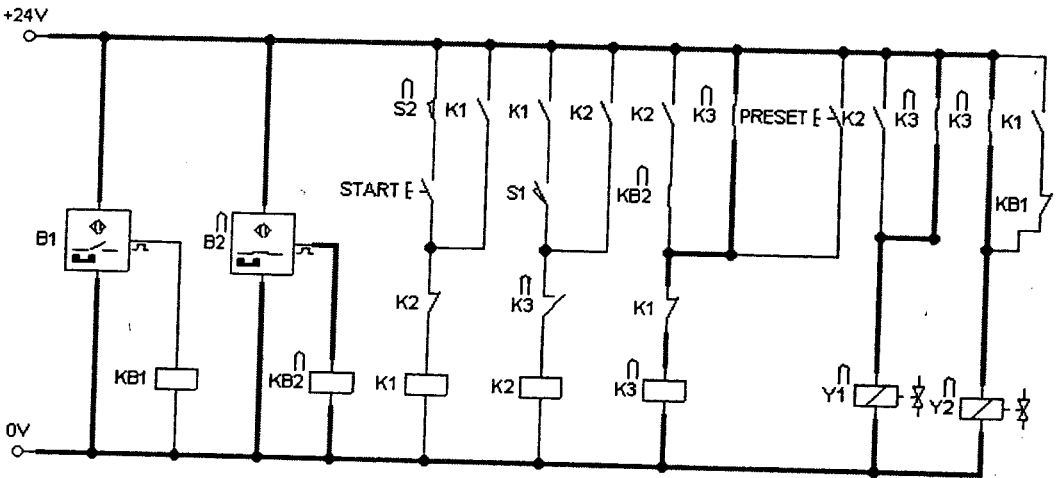 +24V
S2 K1 K1 K2 K2 K3 PRESET K2 K3 K3 K1
START S1 KB2 KB1
B1 B2
K2 K3 K1
KB1 KB2 K1 K2 K3 Y1 Y2
0V